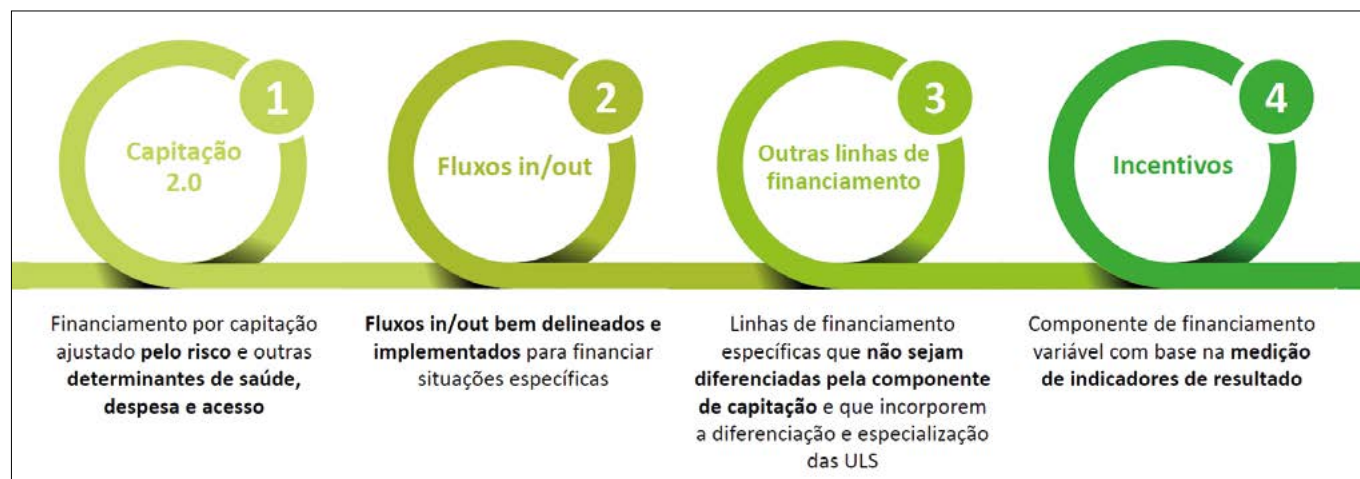 1
Capitação
2.0
Financiamento por capitação
ajustado pelo risco e outras
determinantes de saúde,
despesa e acesso
2
Fluxos in/out
Fluxos in/out bem delineados e
implementados para financiar
situações específicas
3
Outras linhas de
financiamento
Linhas de financiamento
específicas que não sejam
diferenciadas pela componente
de capitação e que incorporem
a diferenciação e especialização
das ULS
4
Incentivos
Componente de financiamento
variável com base na medição
de indicadores de resultado